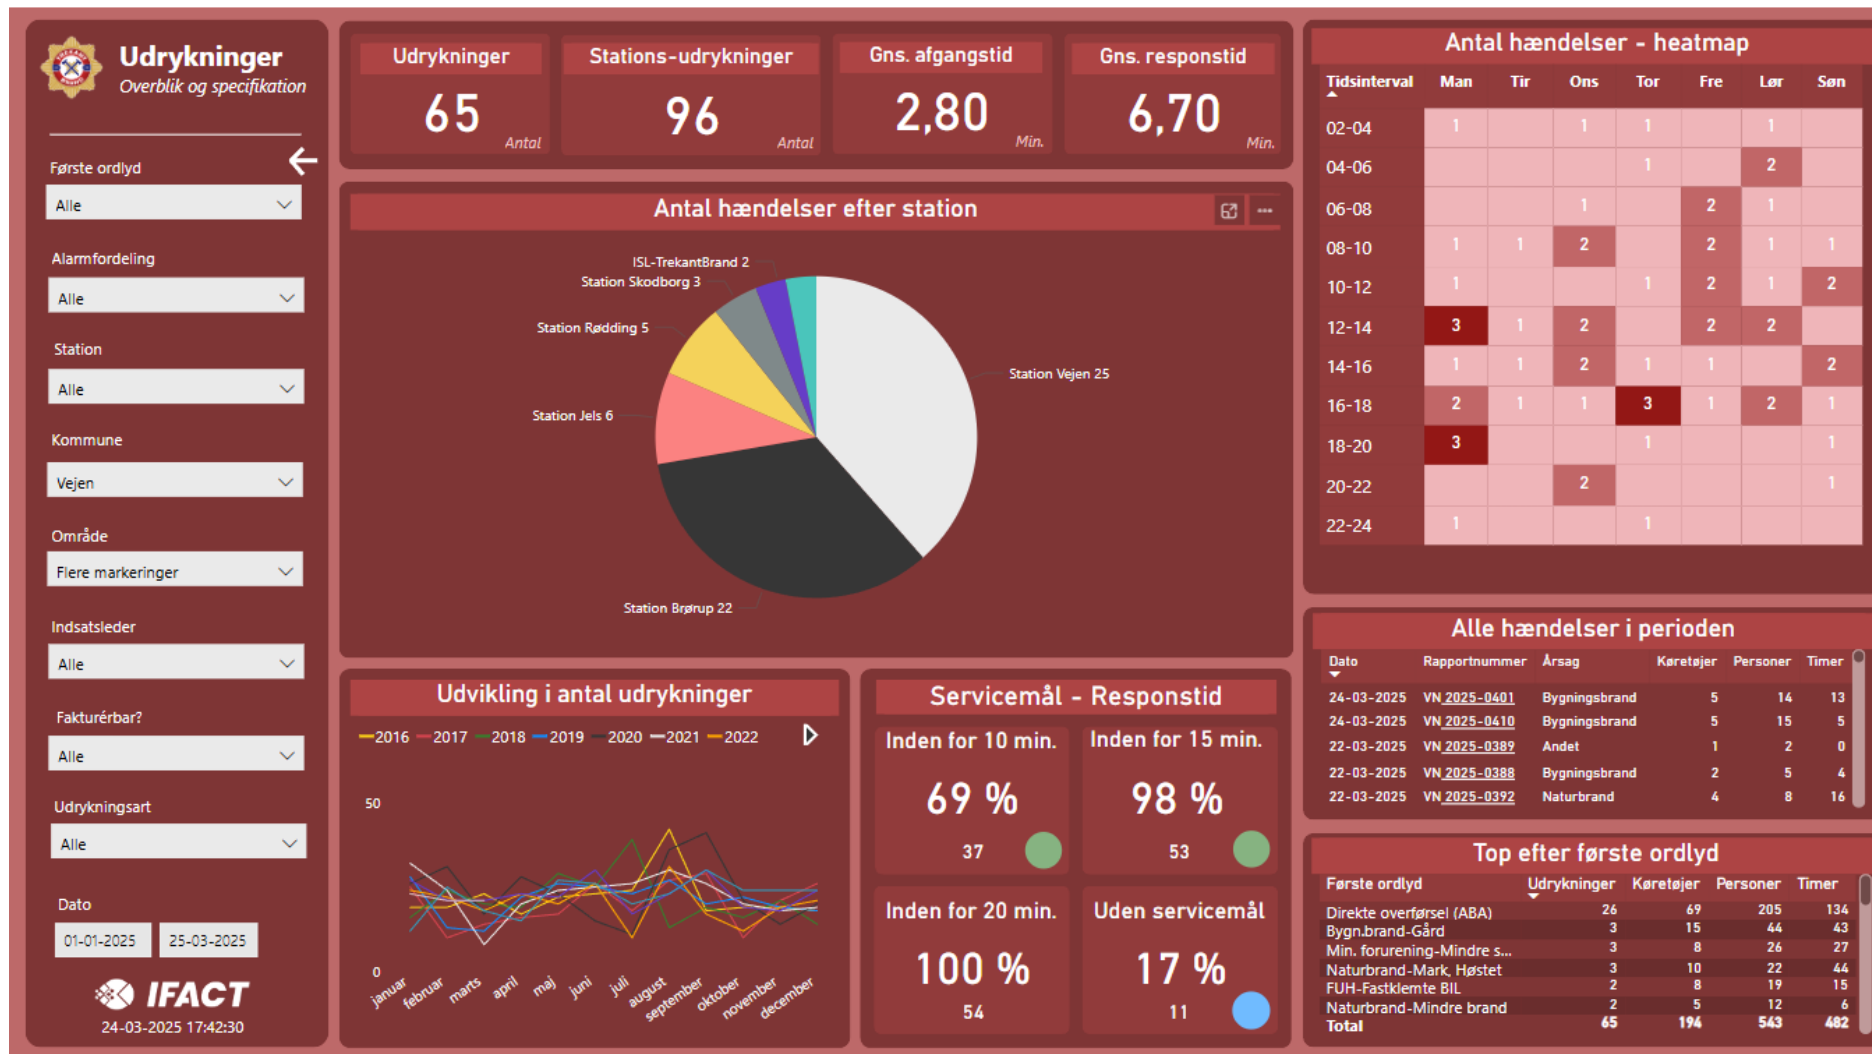 Udrykninger
Overblik og specifikation
Første ordlyd
Alle
Alarmfordeling
Alle
Station
Alle
Kommune
Vejen
Område
Flere markeringer
Indsatsleder
Alle
Fakturérbar?
Alle
Udrykningsart
Alle
Dato
01-01-2025 25-03-2025
IFACT
24-03-2025 17:42:30
Udrykninger
65
Antal
Stations-udrykninger
96
Antal
Gns. afgangstid
2,80
Min.
Gns. responstid
6,70
Min.
Antal hændelser efter station
ISL-TrekantBrand 2
Station Skodborg 3
Station Rødding 5
Station Jels 6
Station Vejen 25
Station Brørup 22
Udvikling i antal udrykninger
2016 2017 2018 2019 2020 2021 2022
50
0
januar februar marts april maj juni juli august september oktober november december
Servicemål - Responstid
Inden for 10 min.
69 %
37
Inden for 15 min.
98 %
53
Inden for 20 min.
100 %
54
Uden servicemål
17 %
11
Antal hændelser - heatmap
Tidsinterval Man Tir Ons Tor Fre Lør Søn
02-04 1 1 1 1
04-06 1 2
06-08 1 2 1
08-10 1 1 2 2 1 1
10-12 1 1 2 1 2
12-14 3 1 2 2 2
14-16 1 1 2 1 1 2
16-18 2 1 1 3 1 2 1
18-20 3 1 1
20-22 2 1
22-24 1 1
Alle hændelser i perioden
Dato Rapportnummer Årsag Køretøjer Personer Timer
24-03-2025 VN 2025-0401 Bygningsbrand 5 14 13
24-03-2025 VN 2025-0410 Bygningsbrand 5 15 5
22-03-2025 VN 2025-0389 Andet 1 2 0
22-03-2025 VN 2025-0388 Bygningsbrand 2 5 4
22-03-2025 VN 2025-0392 Naturbrand 4 8 16
Top efter første ordlyd
Første ordlyd Udrykninger Køretøjer Personer Timer
Direkte overførsel (ABA) 26 69 205 134
Bygn.brand-Gård 3 15 44 43
Min. forurening-Mindre s... 3 8 26 27
Naturbrand-Mark, Høstet 3 10 22 44
FUH-Fastklemte BIL 2 8 19 15
Naturbrand-Mindre brand 2 5 12 6
Total 65 194 543 482